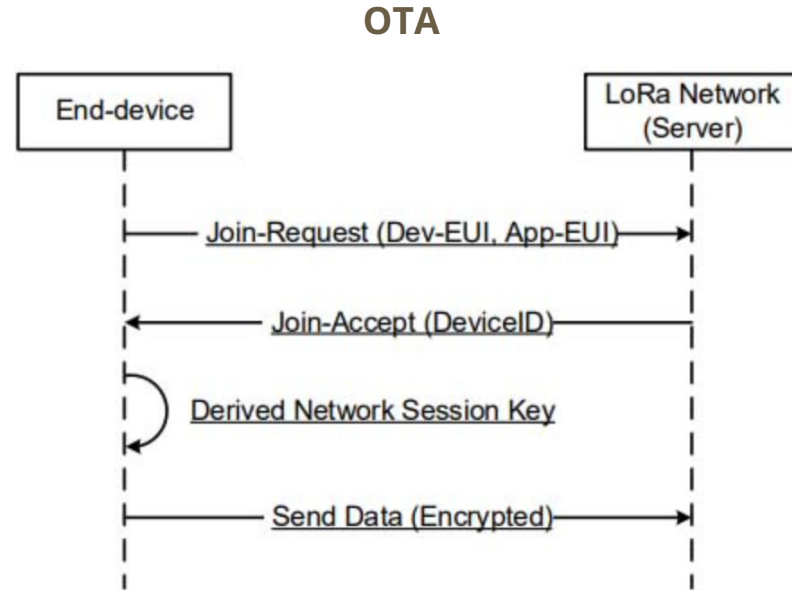 OTA
End-device
LoRa Network
(Server)
Join-Request (Dev-EUI, App-EUI)
Join-Accept (DeviceID)
Derived Network Session Key
Send Data (Encrypted)